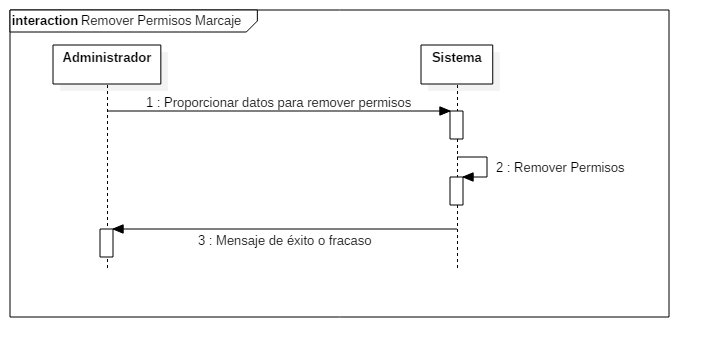 interaction Remover Permisos Marcaje
Administrador
Sistema
1 : Proporcionar datos para remover permisos
2 : Remover Permisos
3 : Mensaje de éxito o fracaso